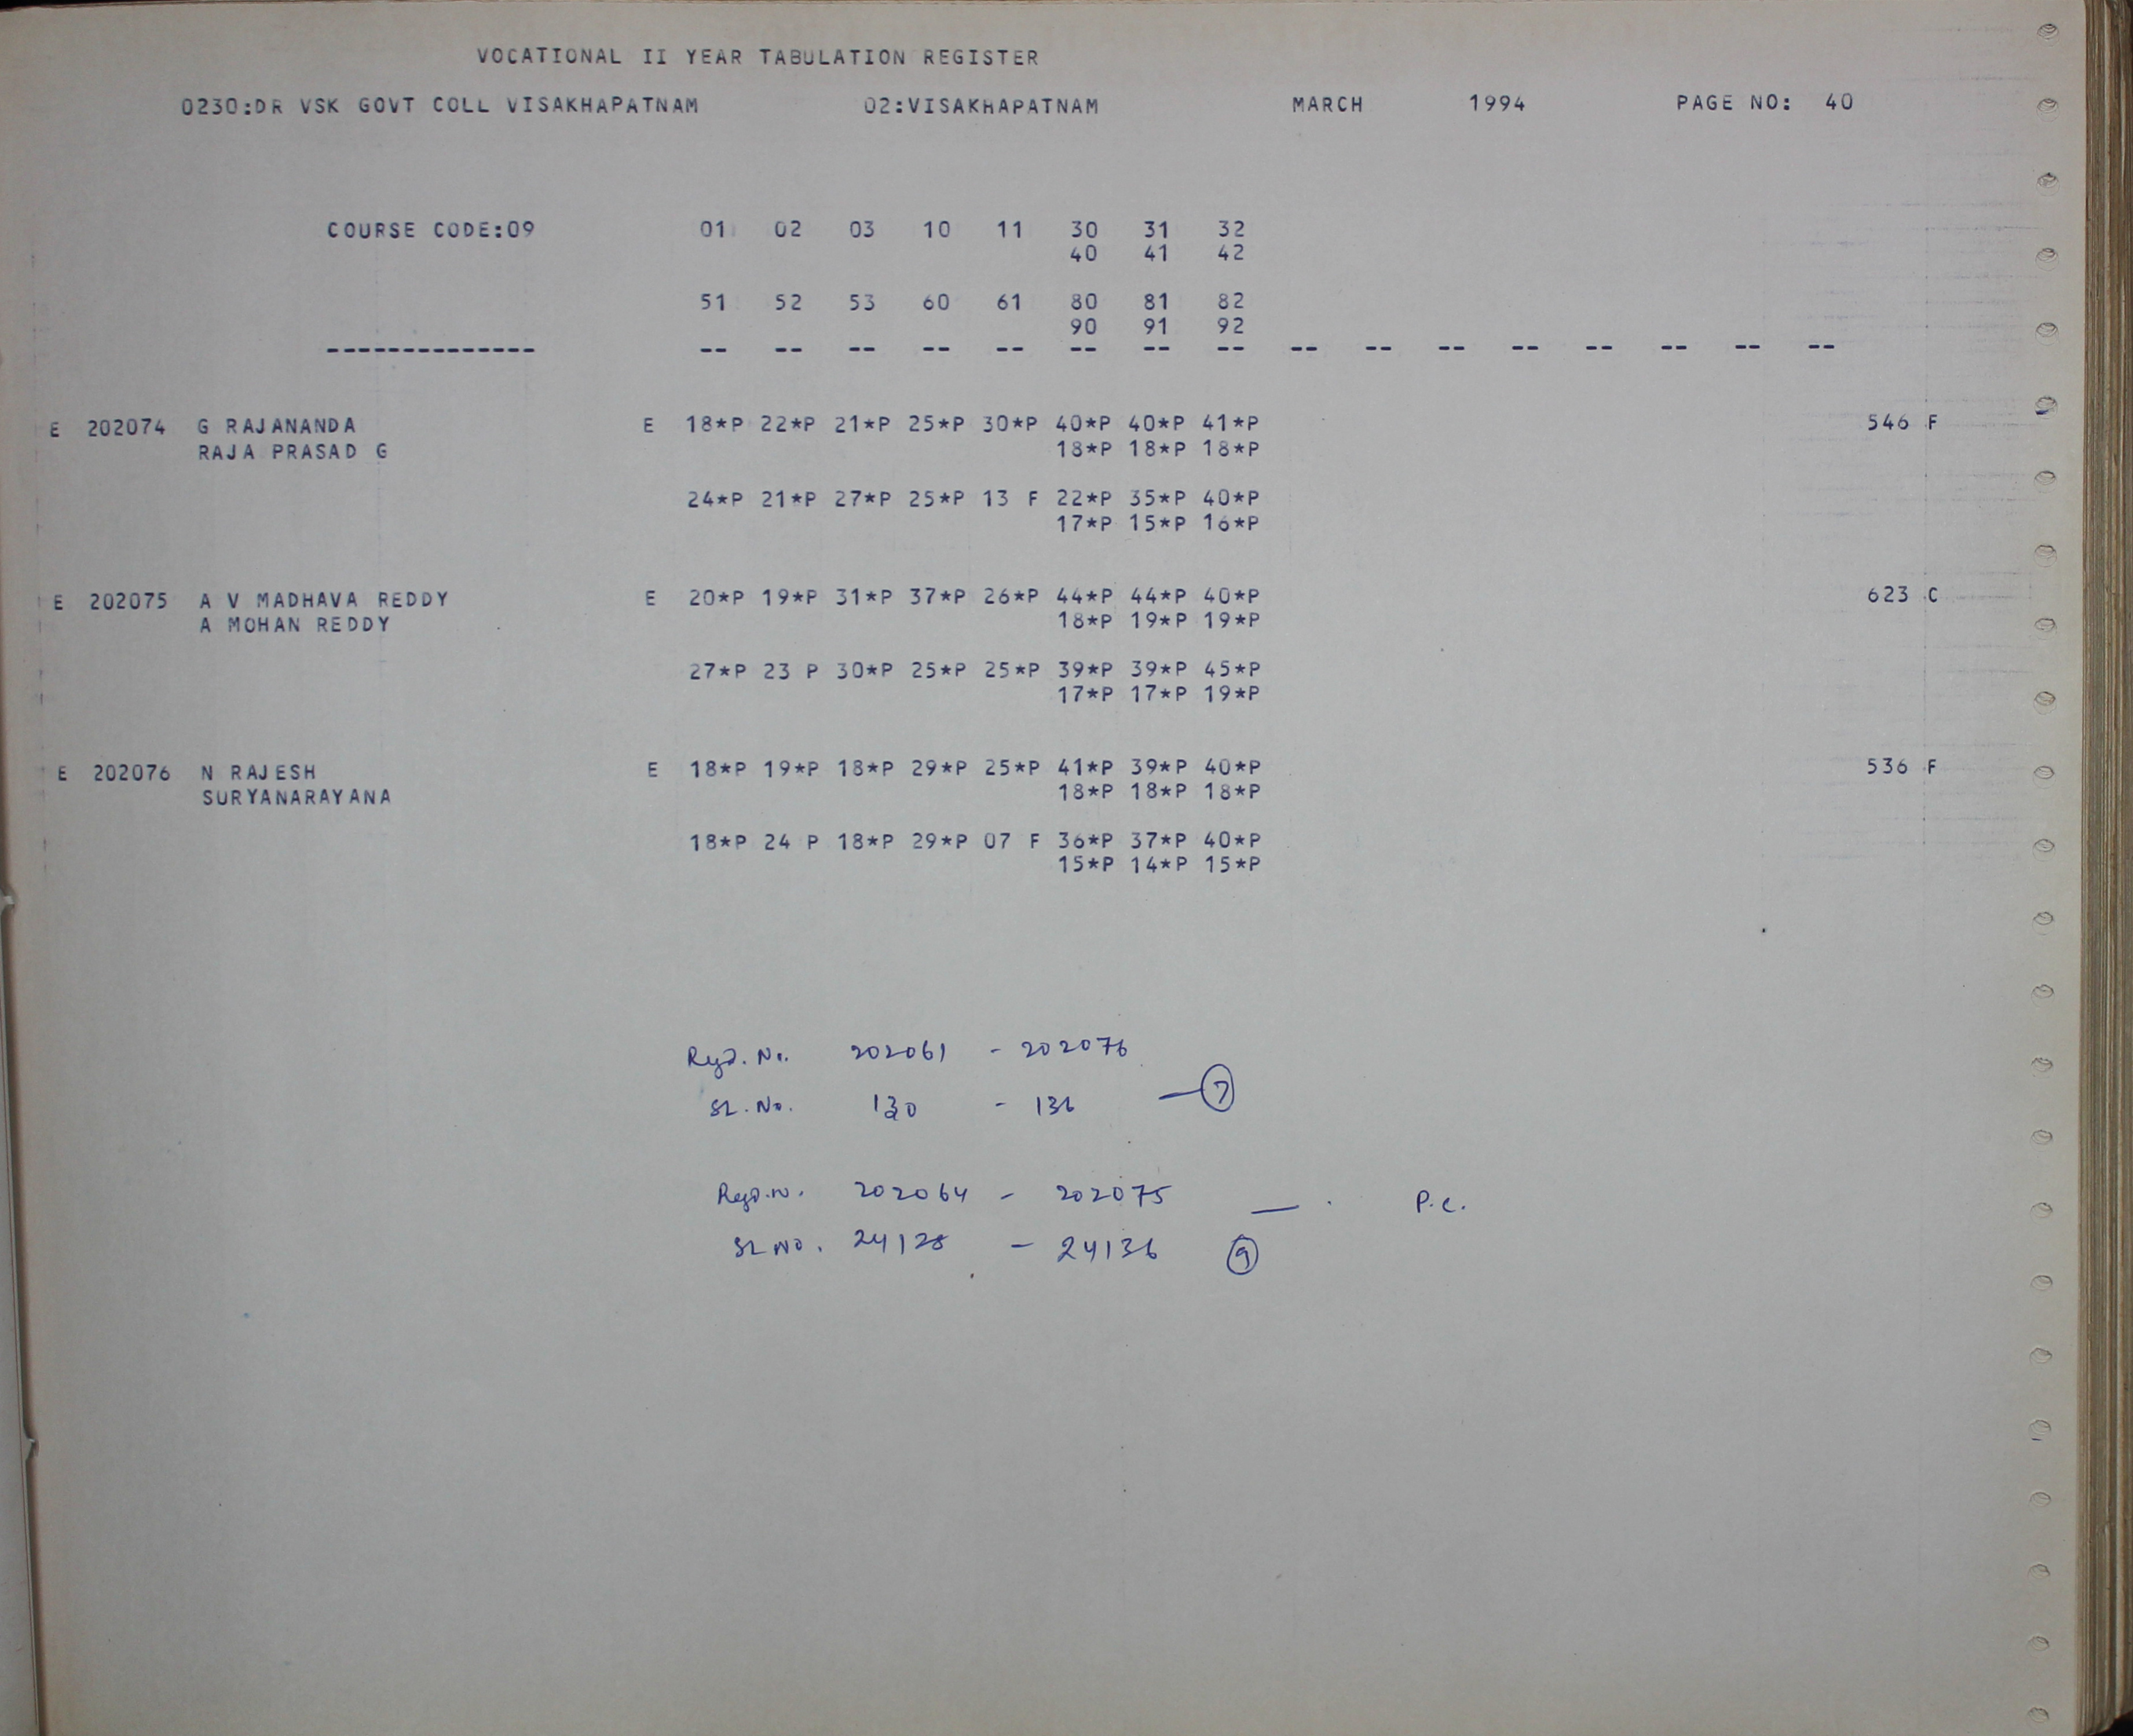 VOCATIONAL II YEAR TABULATION REGISTER
0230:DR VSK GOVT COLL VISAKHAPATNAM 02:VISAKHAPATNAM MARCH 1994 PAGE NO: 40
COURSE CODE:09 01 02 03 10 11 30 31 32
40 41 42
51 52 53 60 61 80 81 82
90 91 92
-------------- -- -- -- -- -- -- -- -- -- -- -- -- -- -- -- --
E 202074 G RAJANANDA E 18*P 22*P 21*P 25*P 30*P 40*P 40*P 41*P 546 F
RAJA PRASAD G 18*P 18*P 18*P
24*P 21*P 27*P 25*P 13 F 22*P 35*P 40*P
17*P 15*P 16*P
E 202075 A V MADHAVA REDDY E 20*P 19*P 31*P 37*P 26*P 44*P 44*P 40*P 623 C
A MOHAN REDDY 18*P 19*P 19*P
27*P 23 P 30*P 25*P 25*P 39*P 39*P 45*P
17*P 17*P 19*P
E 202076 N RAJESH E 18*P 19*P 18*P 29*P 25*P 41*P 39*P 40*P 536 F
SURYANARAYANA 18*P 18*P 18*P
18*P 24 P 18*P 29*P 07 F 36*P 37*P 40*P
15*P 14*P 15*P
Regd. No. 202061 - 202076
SL. No. 130 - 136 — 7
Regd. No. 202064 - 202075 — . P.C.
SL No. 24128 - 24136 9